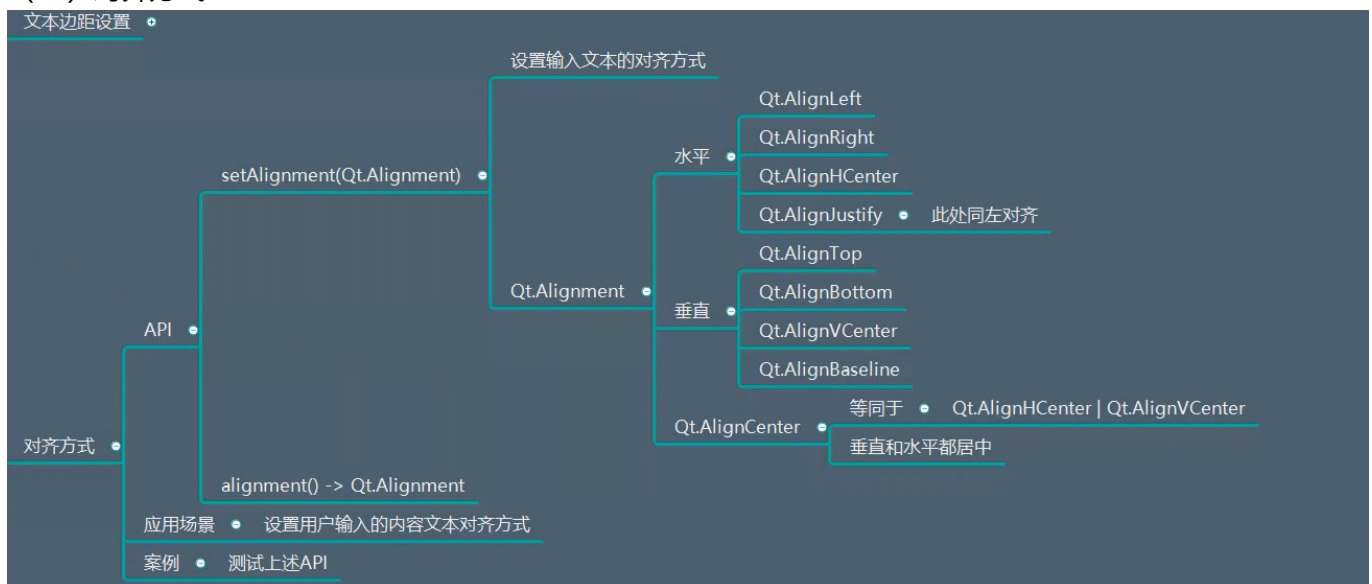 文本边距设置
设置输入文本的对齐方式
Qt.AlignLeft
Qt.AlignRight
水平
setAlignment(Qt.Alignment)
Qt.AlignHCenter
Qt.AlignJustify 此处同左对齐
Qt.AlignTop
Qt.Alignment
Qt.AlignBottom
垂直
API
Qt.AlignVCenter
Qt.AlignBaseline
等同于 Qt.AlignHCenter | Qt.AlignVCenter
Qt.AlignCenter
对齐方式
垂直和水平都居中
alignment() -> Qt.Alignment
应用场景 设置用户输入的内容文本对齐方式
案例 测试上述API